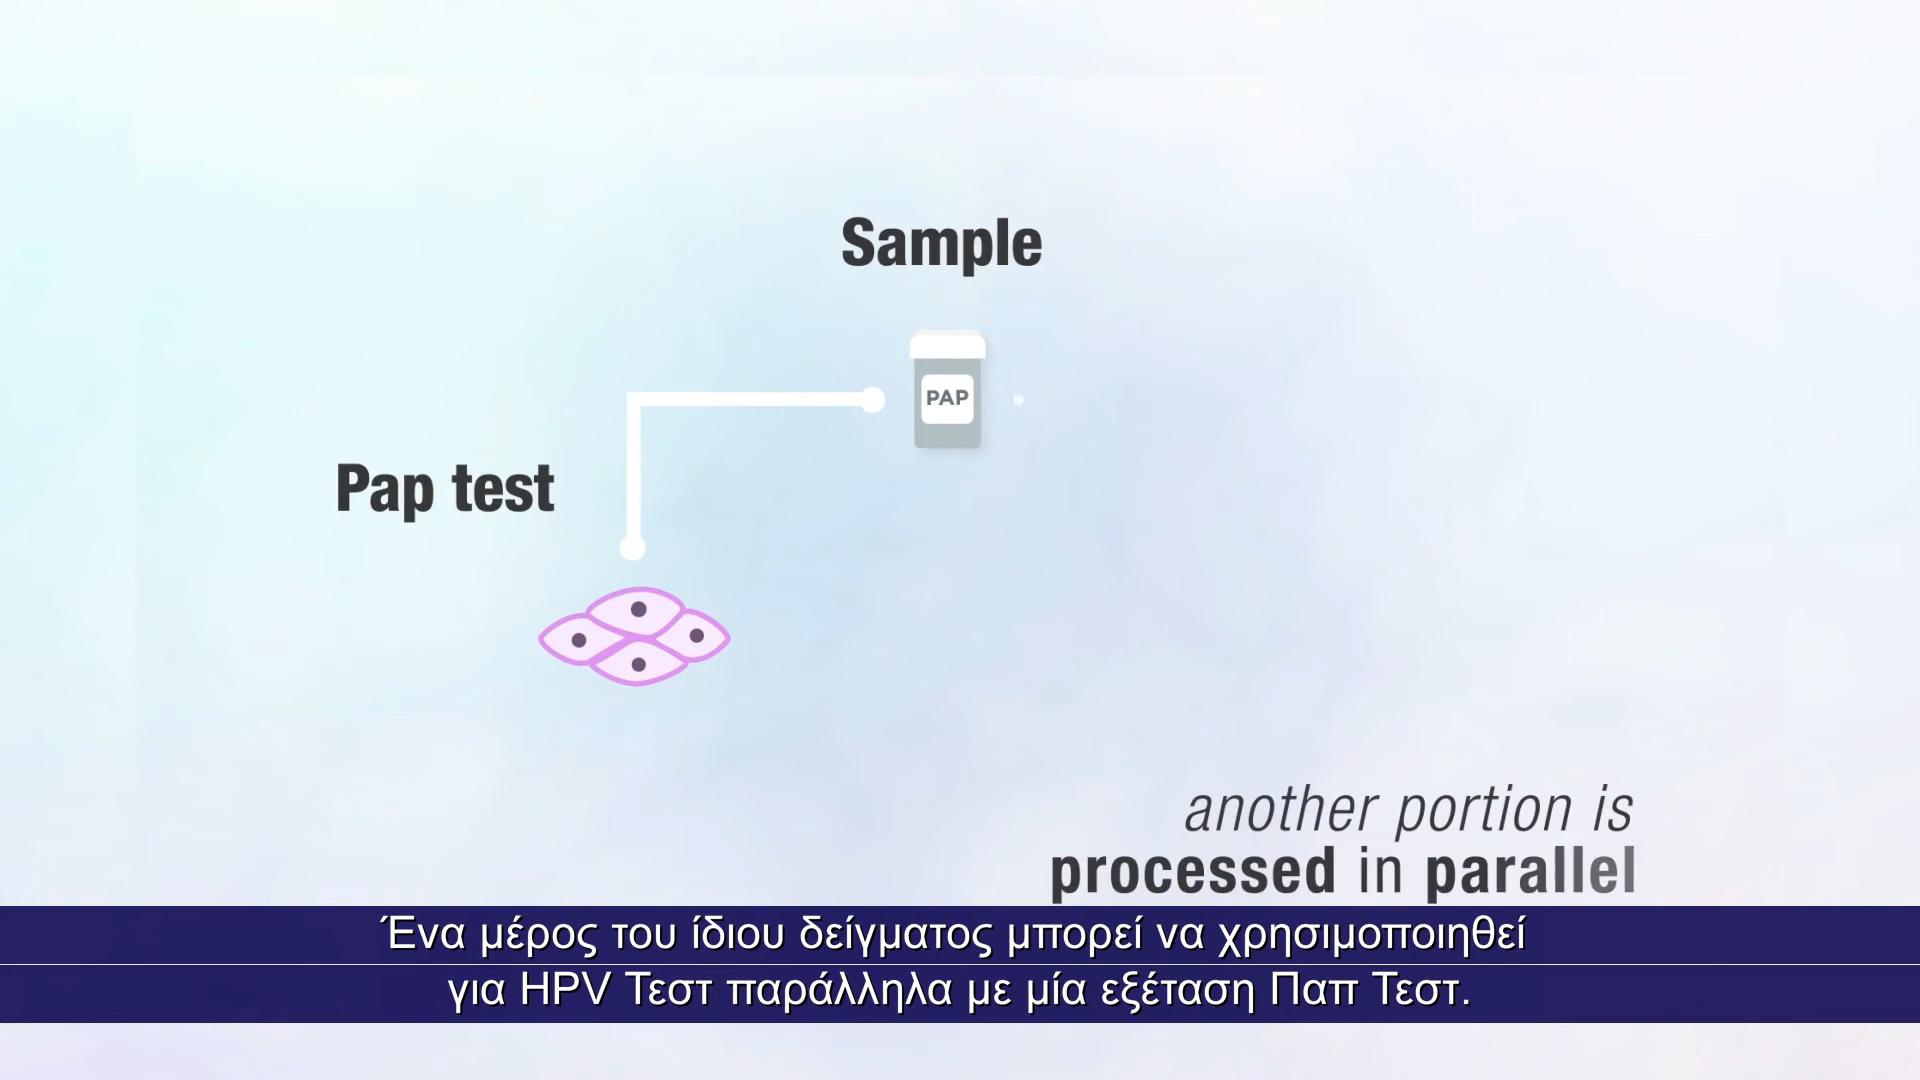 Sample
PAP
Pap test
another portion is
processed in parallel
Ένα μέρος του ίδιου δείγματος μπορεί να χρησιμοποιηθεί
για HPV Τεστ παράλληλα με μία εξέταση Παπ Τεστ.